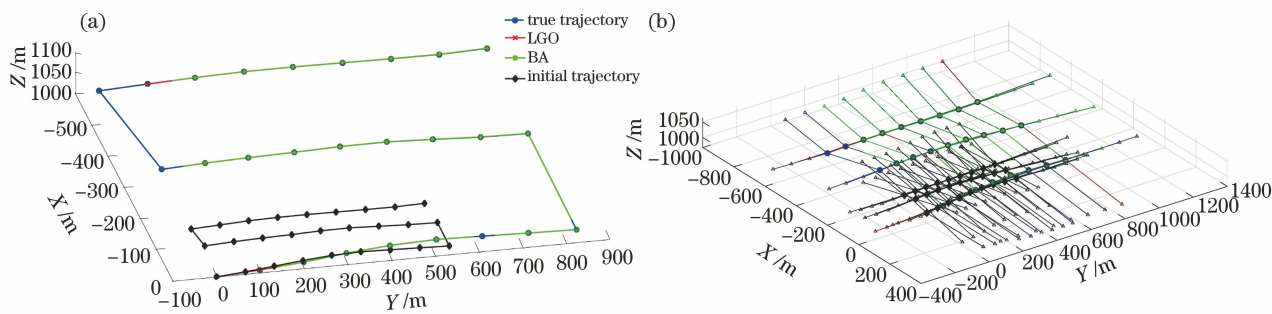 (a)
true trajectory
LGO
BA
initial trajectory
Z /m
1100
1050
1000
−500
−400
−300
−200
−100
0
X /m
−100 0 100 200 300 400 500 600 700 800 900
Y /m
(b)
Z /m
1050
1000
−1000
−800
−600
−400
−200
0
200
400
X /m
−400 −200 0 200 400 600 800 1000 1200 1400
Y /m